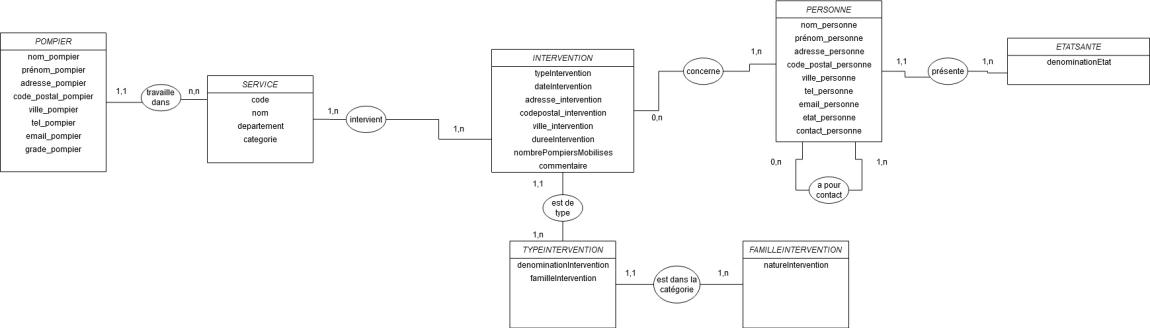 POMPIER
nom_pompier
prénom_pompier
adresse_pompier
code_postal_pompier
ville_pompier
tel_pompier
email_pompier
grade_pompier
1,1
travaille
dans
n,n
SERVICE
code
nom
departement
categorie
1,n
intervient
1,n
INTERVENTION
typeIntervention
dateIntervention
adresse_intervention
codepostal_intervention
ville_intervention
dureeIntervention
nombrePompiersMobilises
commentaire
0,n
concerne
1,n
PERSONNE
nom_personne
prénom_personne
adresse_personne
code_postal_personne
ville_personne
tel_personne
email_personne
etat_personne
contact_personne
1,1
présente
1,n
ETATSANTE
denominationEtat
0,n
a pour
contact
1,n
1,1
est de
type
1,n
TYPEINTERVENTION
denominationIntervention
familleIntervention
1,1
est dans la
catégorie
1,n
FAMILLEINTERVENTION
natureIntervention